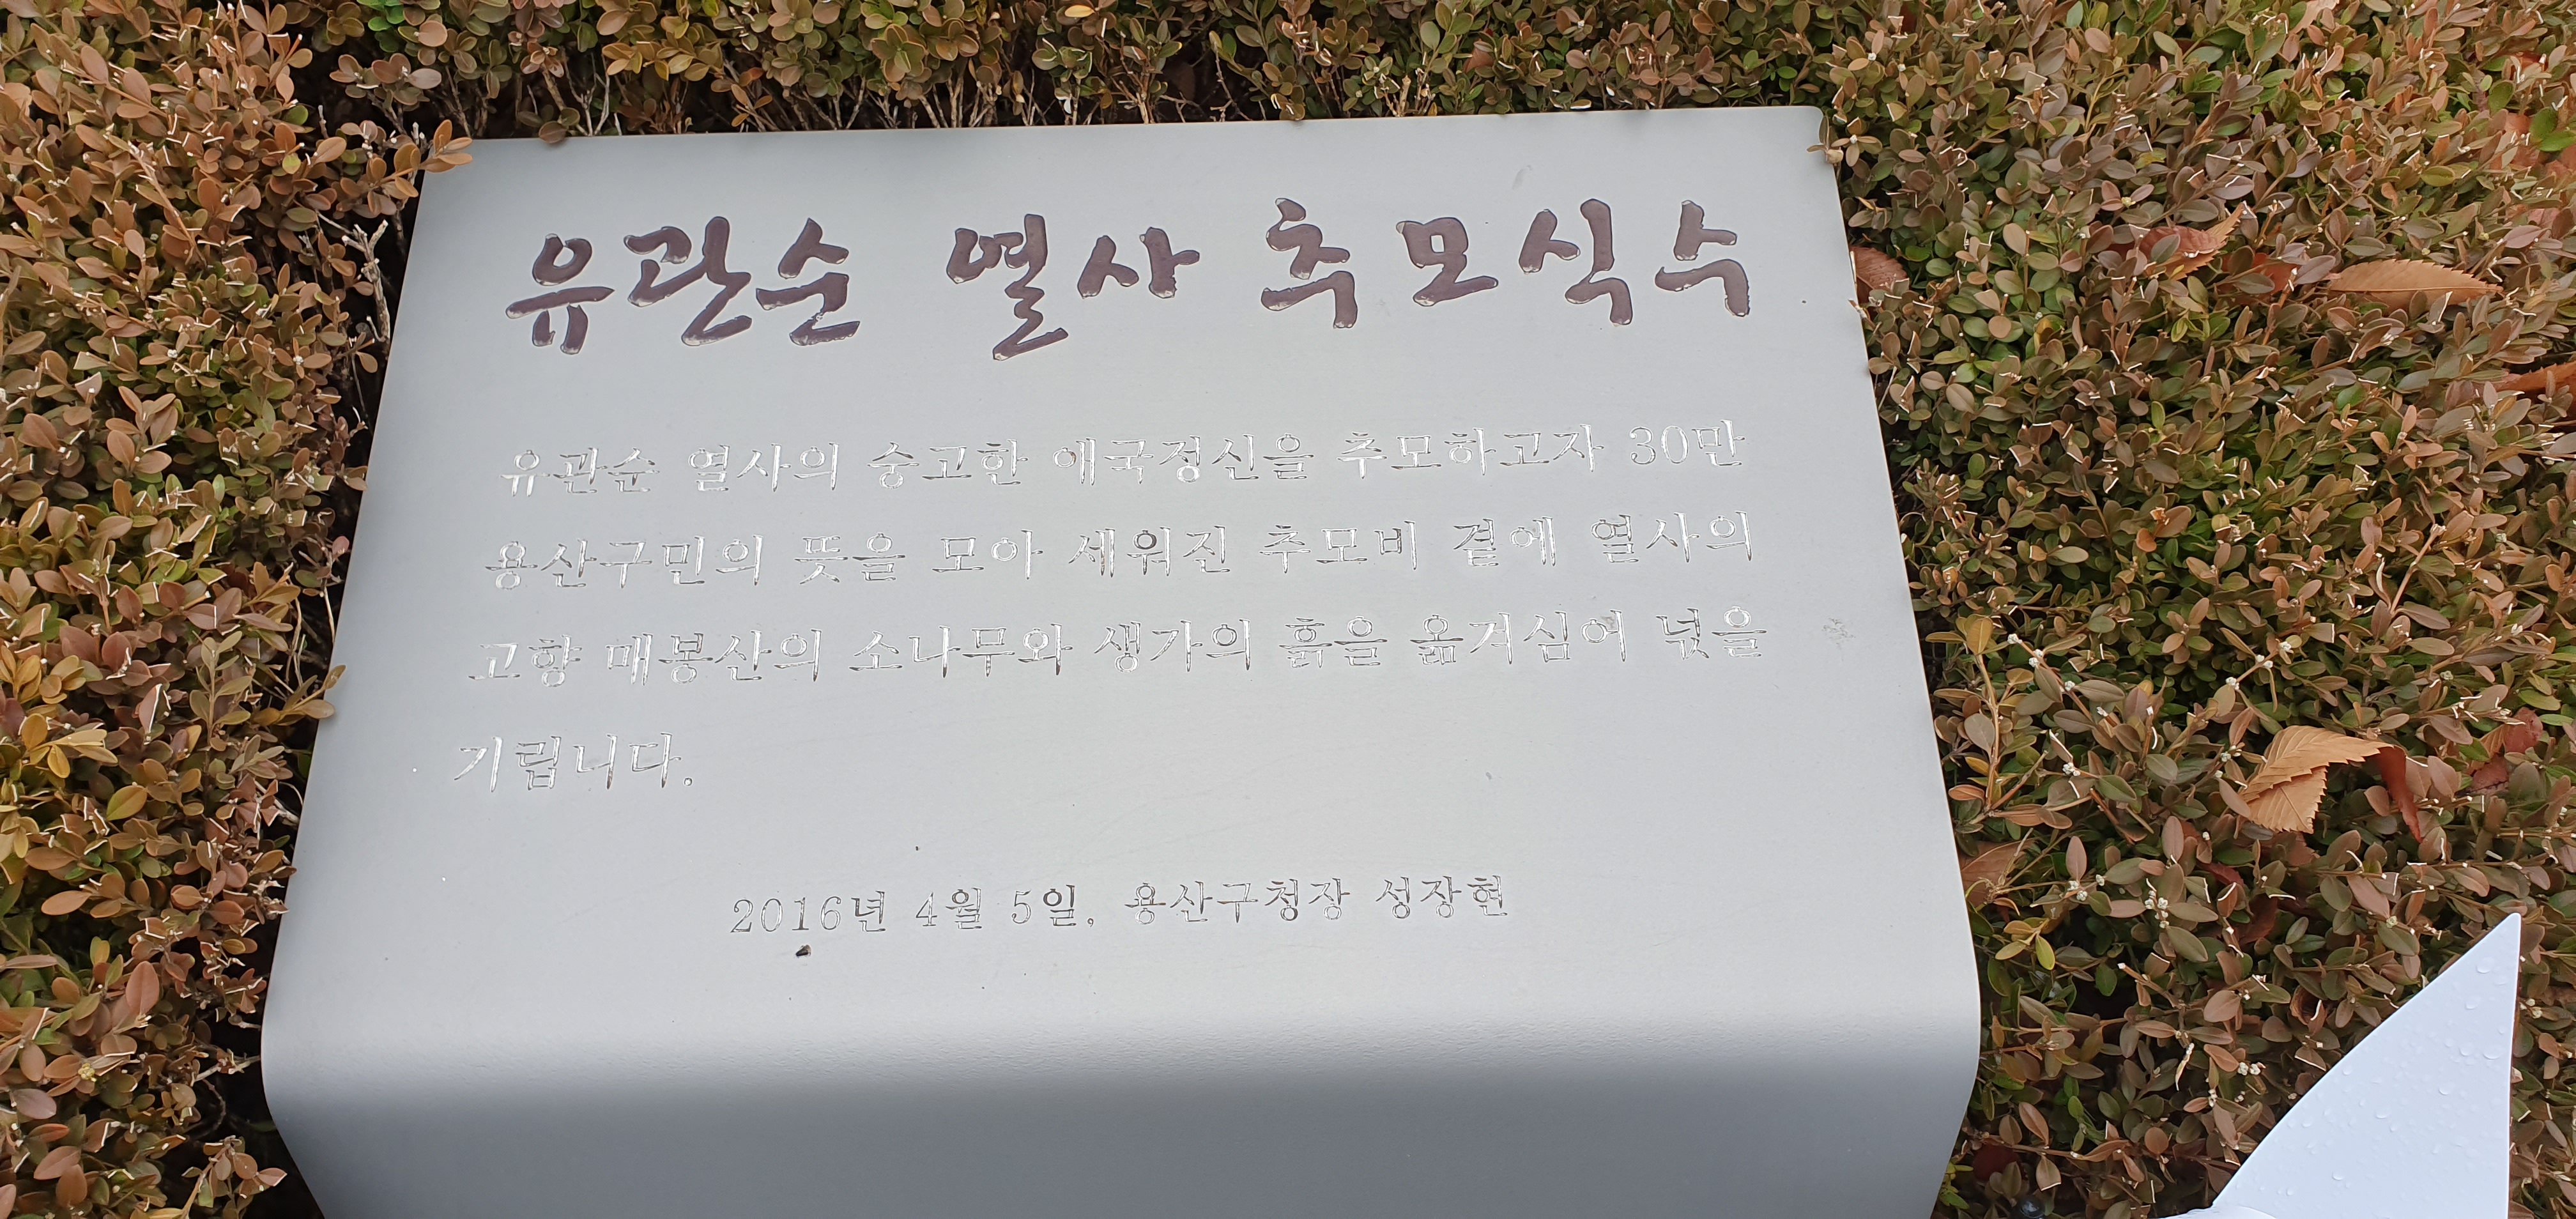 유관순 열사 추모식수
유관순 열사의 숭고한 애국정신을 추모하고자 30만
용산구민의 뜻을 모아 세워진 추모비 곁에 열사의
고향 매봉산의 소나무와 생가의 흙을 옮겨심어 넋을
기립니다.
2016년 4월 5일, 용산구청장 성장현